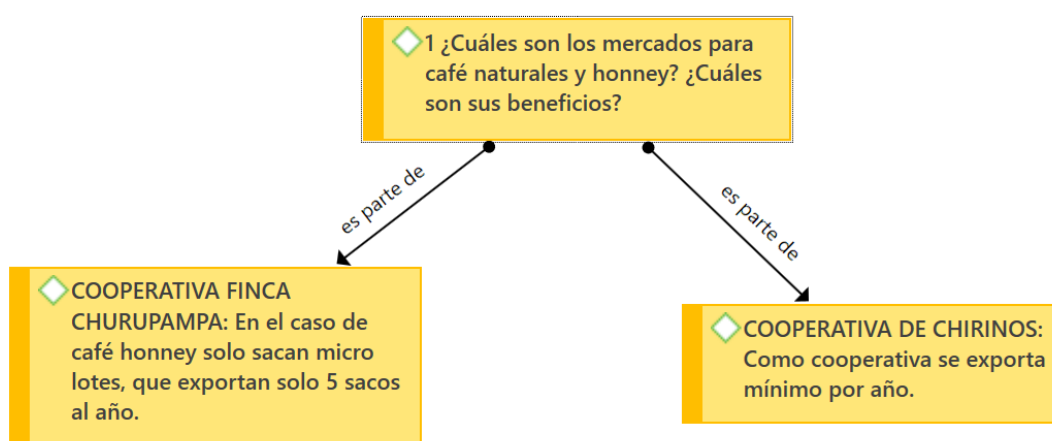 1 ¿Cuáles son los mercados para
café naturales y honney? ¿Cuáles
son sus beneficios?
es parte de
es parte de
COOPERATIVA FINCA
CHURUPAMPA: En el caso de
café honney solo sacan micro
lotes, que exportan solo 5 sacos
al año.
COOPERATIVA DE CHIRINOS:
Como cooperativa se exporta
mínimo por año.